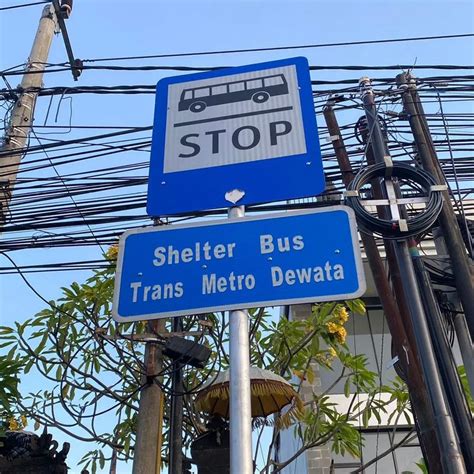 STOP
Shelter Bus
Trans Metro Dewata